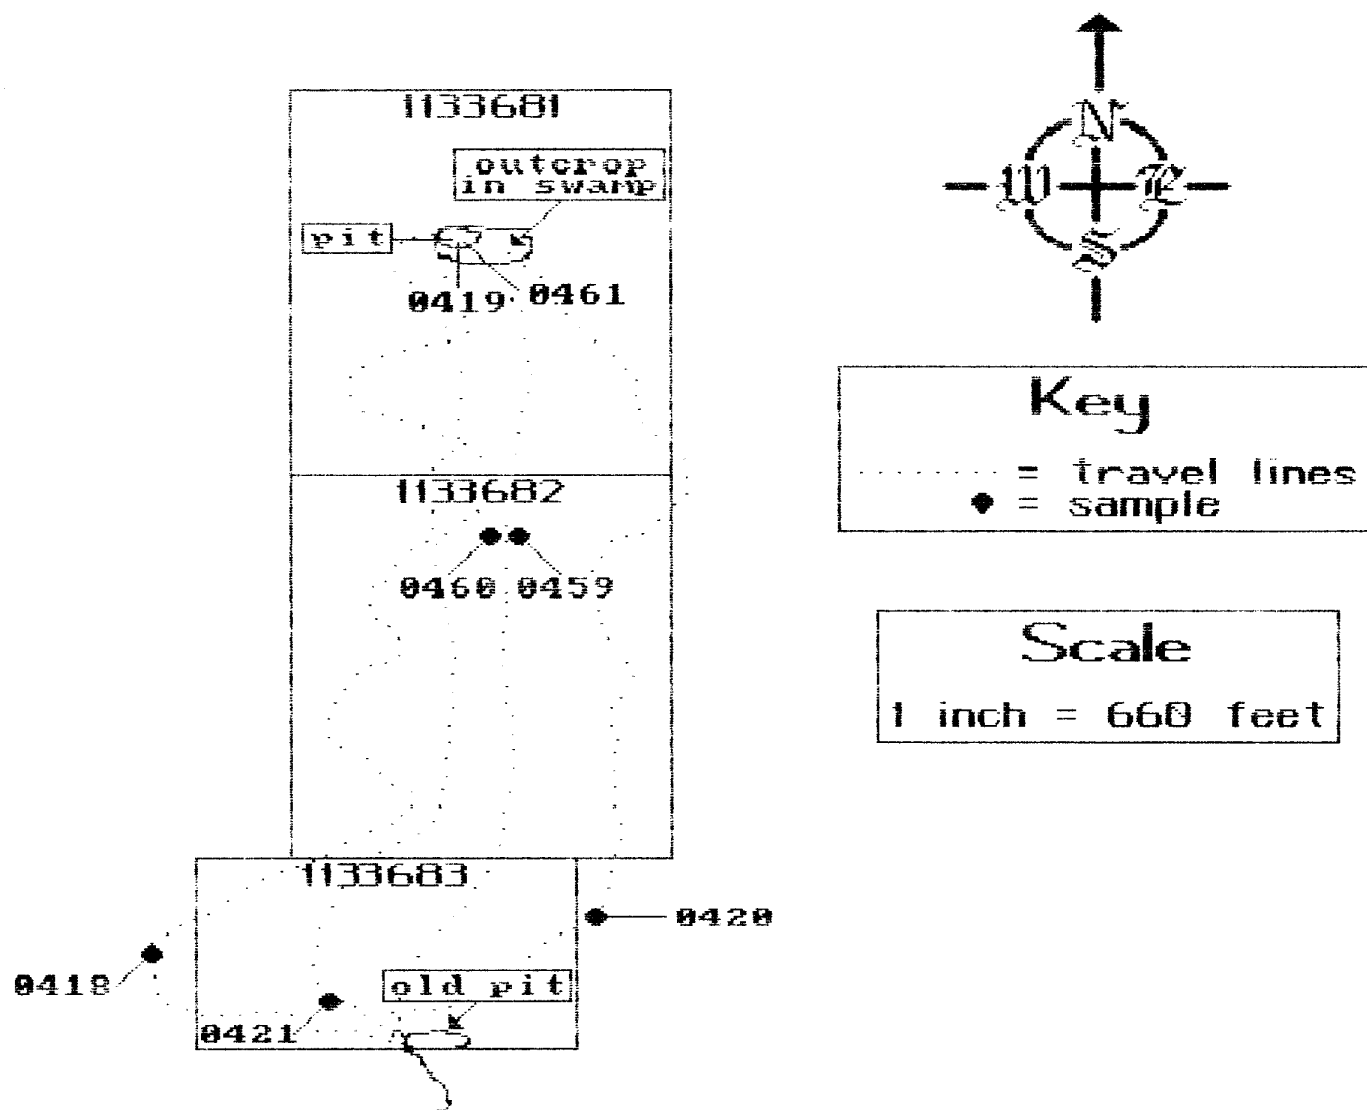 1133681
outcrop
in swamp
pit
0419
0461
1133682
0460
0459
1133683
0420
0418
old pit
0421
N
W
E
S
Key
= travel lines
= sample
Scale
1 inch = 660 feet